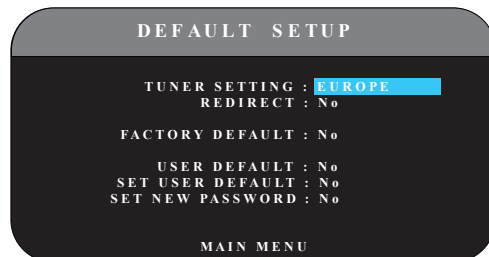 DEFAULT SETUP
TUNER SETTING : EUROPE
REDIRECT : No
FACTORY DEFAULT : No
USER DEFAULT : No
SET USER DEFAULT : No
SET NEW PASSWORD : No
MAIN MENU